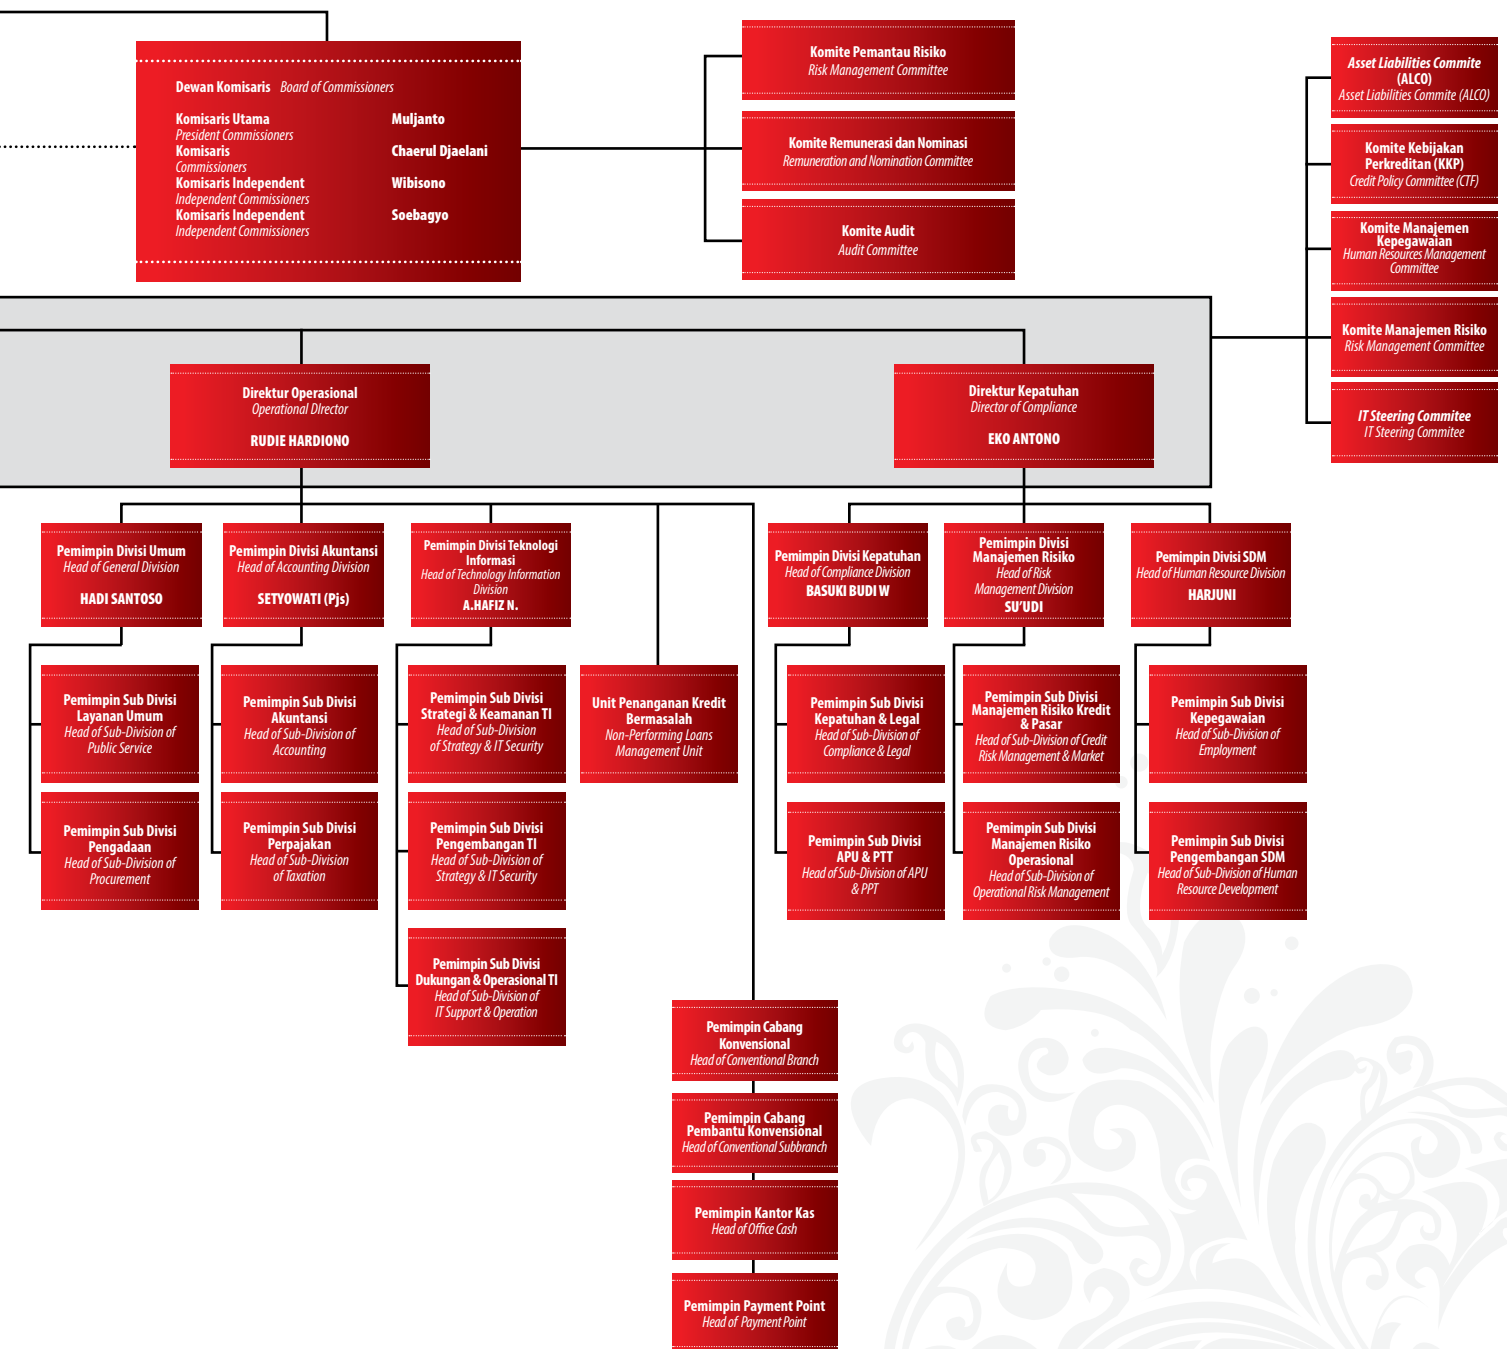 Dewan Komisaris Board of Commissioners
Komisaris Utama Muljanto
President Commissioners
Komisaris Chaerul Djaelani
Commissioners
Komisaris Independent Wibisono
Independent Commissioners
Komisaris Independent Soebagyo
Independent Commissioners
Komite Pemantau Risiko
Risk Management Committee
Komite Remunerasi dan Nominasi
Remuneration and Nomination Committee
Komite Audit
Audit Committee
Asset Liabilities Commite
(ALCO)
Asset Liabilities Commite (ALCO)
Komite Kebijakan
Perkreditan (KKP)
Credit Policy Committee (CTF)
Komite Manajemen
Kepegawaian
Human Resources Management
Committee
Komite Manajemen Risiko
Risk Management Committee
IT Steering Commitee
IT Steering Commitee
Direktur Operasional
Operational DIrector
RUDIE HARDIONO
Direktur Kepatuhan
Director of Compliance
EKO ANTONO
Pemimpin Divisi Umum
Head of General Division
HADI SANTOSO
Pemimpin Divisi Akuntansi
Head of Accounting Division
SETYOWATI (Pjs)
Pemimpin Divisi Teknologi
Informasi
Head of Technology Information
Division
A.HAFIZ N.
Pemimpin Divisi Kepatuhan
Head of Compliance Division
BASUKI BUDI W
Pemimpin Divisi
Manajemen Risiko
Head of Risk
Management Division
SU'UDI
Pemimpin Divisi SDM
Head of Human Resource Division
HARJUNI
Pemimpin Sub Divisi
Layanan Umum
Head of Sub-Division of
Public Service
Pemimpin Sub Divisi
Akuntansi
Head of Sub-Division of
Accounting
Pemimpin Sub Divisi
Strategi & Keamanan TI
Head of Sub-Division
of Strategy & IT Security
Unit Penanganan Kredit
Bermasalah
Non-Performing Loans
Management Unit
Pemimpin Sub Divisi
Kepatuhan & Legal
Head of Sub-Division of
Compliance & Legal
Pemimpin Sub Divisi
Manajemen Risiko Kredit
& Pasar
Head of Sub-Division of Credit
Risk Management & Market
Pemimpin Sub Divisi
Kepegawaian
Head of Sub-Division of
Employment
Pemimpin Sub Divisi
Pengadaan
Head of Sub-Division of
Procurement
Pemimpin Sub Divisi
Perpajakan
Head of Sub-Division
of Taxation
Pemimpin Sub Divisi
Pengembangan TI
Head of Sub-Division of
Strategy & IT Security
Pemimpin Sub Divisi
APU & PTT
Head of Sub-Division of APU
& PPT
Pemimpin Sub Divisi
Manajemen Risiko
Operasional
Head of Sub-Division of
Operational Risk Management
Pemimpin Sub Divisi
Pengembangan SDM
Head of Sub-Division of Human
Resource Development
Pemimpin Sub Divisi
Dukungan & Operasional TI
Head of Sub-Division of
IT Support & Operation
Pemimpin Cabang
Konvensional
Head of Conventional Branch
Pemimpin Cabang
Pembantu Konvensional
Head of Conventional Subbranch
Pemimpin Kantor Kas
Head of Office Cash
Pemimpin Payment Point
Head of Payment Point